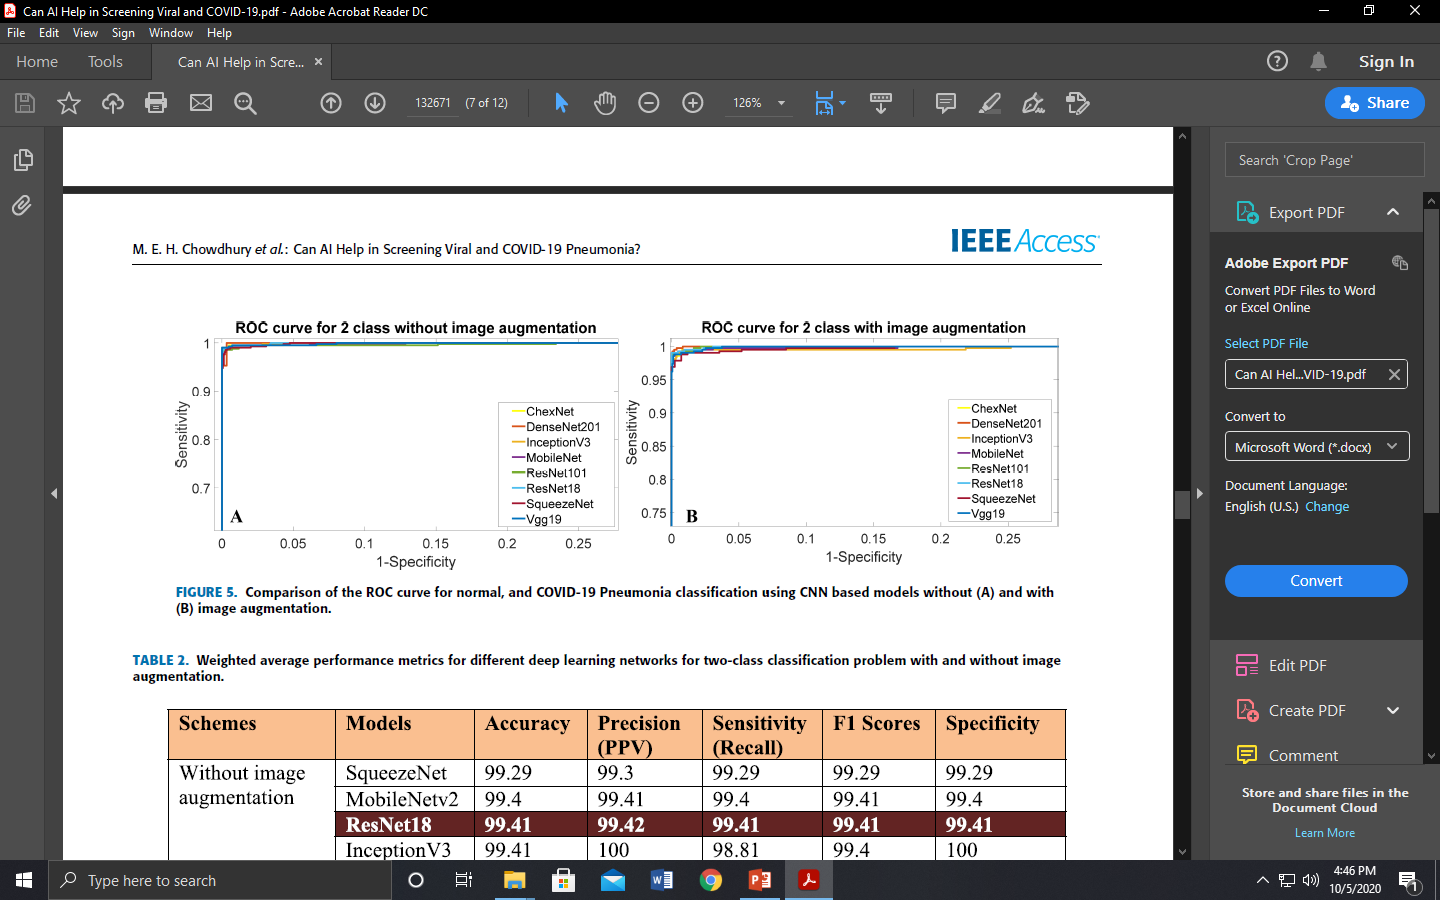 Can AI Help in Screening Viral and COVID-19.pdf - Adobe Acrobat Reader DC
File Edit View Sign Window Help
Home Tools Can AI Help in Scre... × Sign In
132671 (7 of 12) 126% Share
Search 'Crop Page'
Export PDF
Adobe Export PDF
Convert PDF Files to Word
or Excel Online
Select PDF File
Can AI Hel...VID-19.pdf
Convert to
Microsoft Word (*.docx)
Document Language:
English (U.S.) Change
Convert
Edit PDF
Create PDF
Comment
Store and share files in the
Document Cloud
Learn More
M. E. H. Chowdhury et al.: Can AI Help in Screening Viral and COVID-19 Pneumonia?
IEEE Access
ROC curve for 2 class without image augmentation
1
0.9
0.8
0.7
Sensitivity
ChexNet
DenseNet201
InceptionV3
MobileNet
ResNet101
ResNet18
SqueezeNet
Vgg19
A
0 0.05 0.1 0.15 0.2 0.25
1-Specificity
ROC curve for 2 class with image augmentation
1
0.95
0.9
0.85
0.8
0.75
Sensitivity
ChexNet
DenseNet201
InceptionV3
MobileNet
ResNet101
ResNet18
SqueezeNet
Vgg19
B
0 0.05 0.1 0.15 0.2 0.25
1-Specificity
FIGURE 5. Comparison of the ROC curve for normal, and COVID-19 Pneumonia classification using CNN based models without (A) and with
(B) image augmentation.
TABLE 2. Weighted average performance metrics for different deep learning networks for two-class classification problem with and without image
augmentation.
Schemes Models Accuracy Precision Sensitivity F1 Scores Specificity
(PPV) (Recall)
Without image SqueezeNet 99.29 99.3 99.29 99.29 99.29
augmentation MobileNetv2 99.4 99.41 99.4 99.41 99.4
ResNet18 99.41 99.42 99.41 99.41 99.41
InceptionV3 99.41 100 98.81 99.4 100
Type here to search
4:46 PM
10/5/2020
1